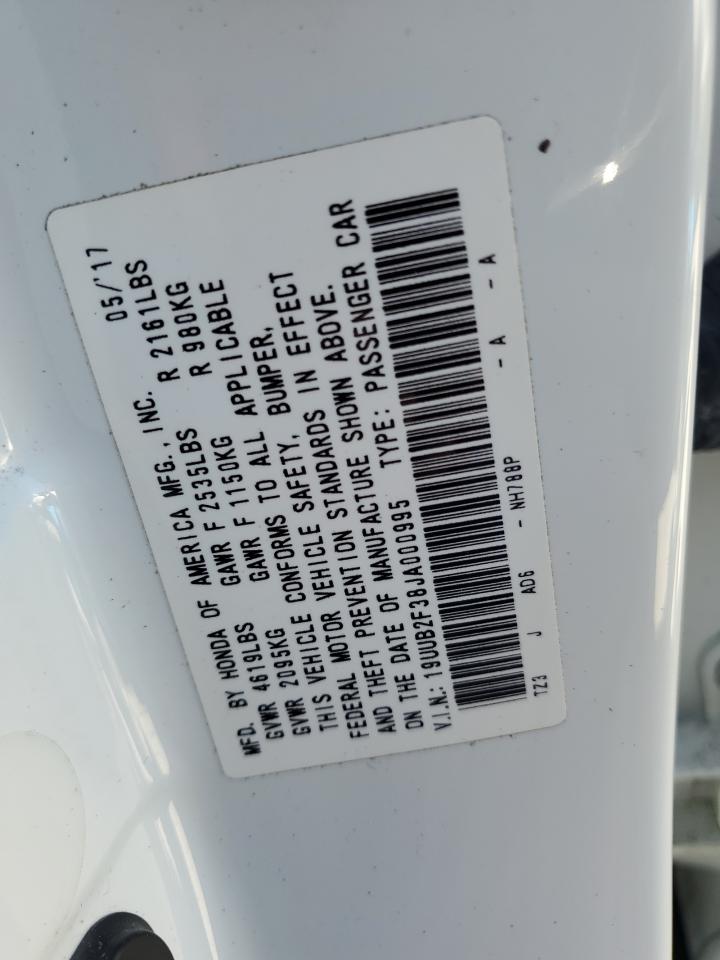 MFD. BY HONDA OF AMERICA MFG., INC. 05/'17
GVWR 4619LBS GAWR F 2535LBS R 2161LBS
GVWR 2095KG GAWR F 1150KG R 980KG
THIS VEHICLE CONFORMS TO ALL APPLICABLE
FEDERAL MOTOR VEHICLE SAFETY, BUMPER,
AND THEFT PREVENTION STANDARDS IN EFFECT
ON THE DATE OF MANUFACTURE SHOWN ABOVE.
V.I.N.: 19UUB2F38JA000995 TYPE: PASSENGER CAR
TZ3 J AD6 - NH788P - A - A